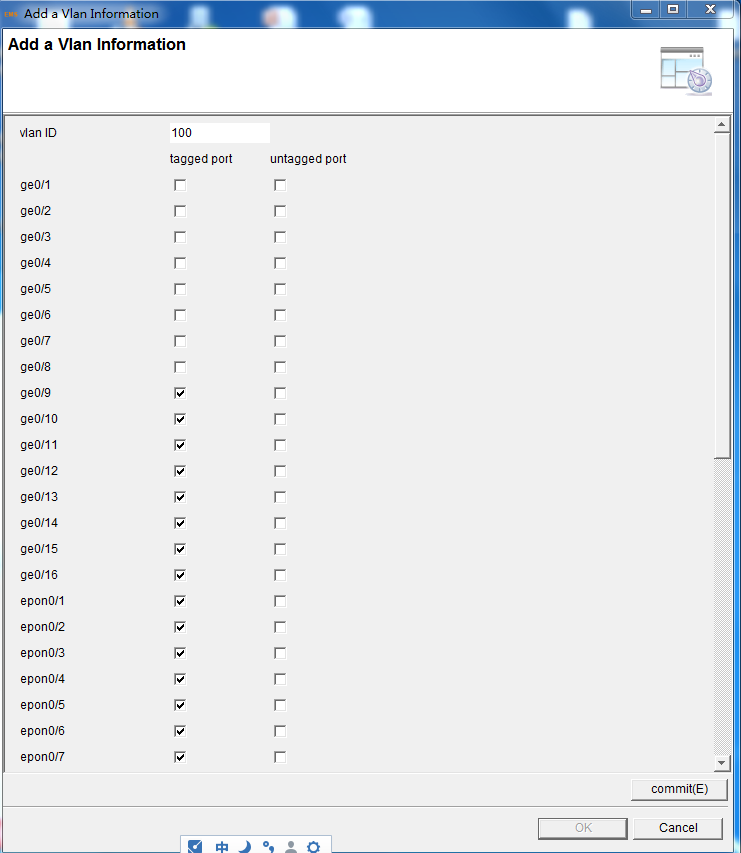 Add a Vlan Information
Add a Vlan Information
vlan ID 100
tagged port untagged port
ge0/1
ge0/2
ge0/3
ge0/4
ge0/5
ge0/6
ge0/7
ge0/8
ge0/9
ge0/10
ge0/11
ge0/12
ge0/13
ge0/14
ge0/15
ge0/16
epon0/1
epon0/2
epon0/3
epon0/4
epon0/5
epon0/6
epon0/7
commit(E)
OK Cancel
中